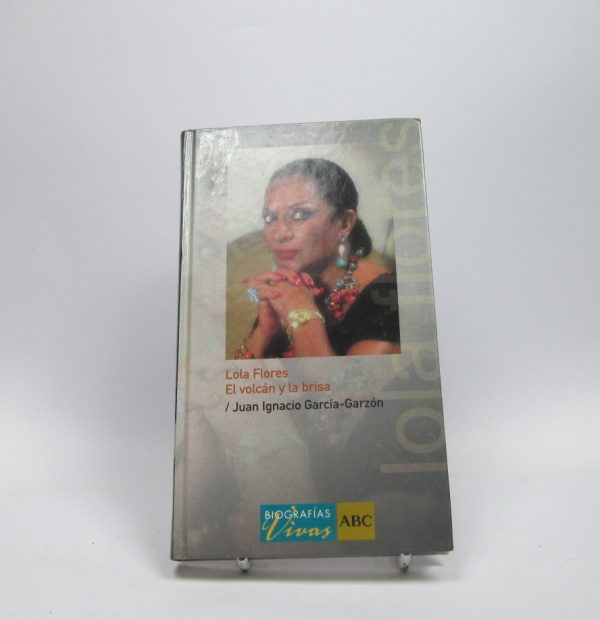 lola flores
Lola Flores
El volcán y la brisa
/ Juan Ignacio García-Garzón
BIOGRAFÍAS
Vivas
ABC